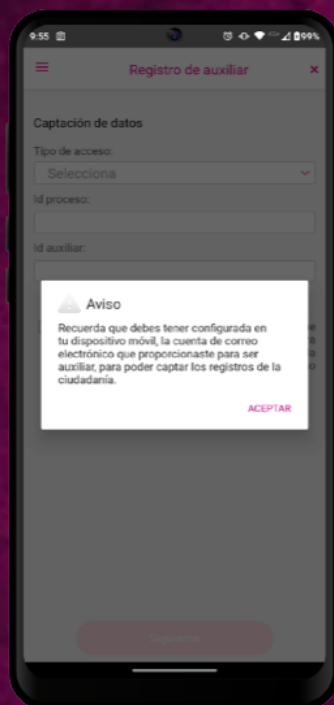 9:55
99%
Registro de auxiliar
Captación de datos
Tipo de acceso:
Selecciona
Id proceso:
Id auxiliar:
Aviso
Recuerda que debes tener configurada en
tu dispositivo móvil, la cuenta de correo
electrónico que proporcionaste para ser
auxiliar, para poder captar los registros de la
ciudadanía.
ACEPTAR
Siguiente